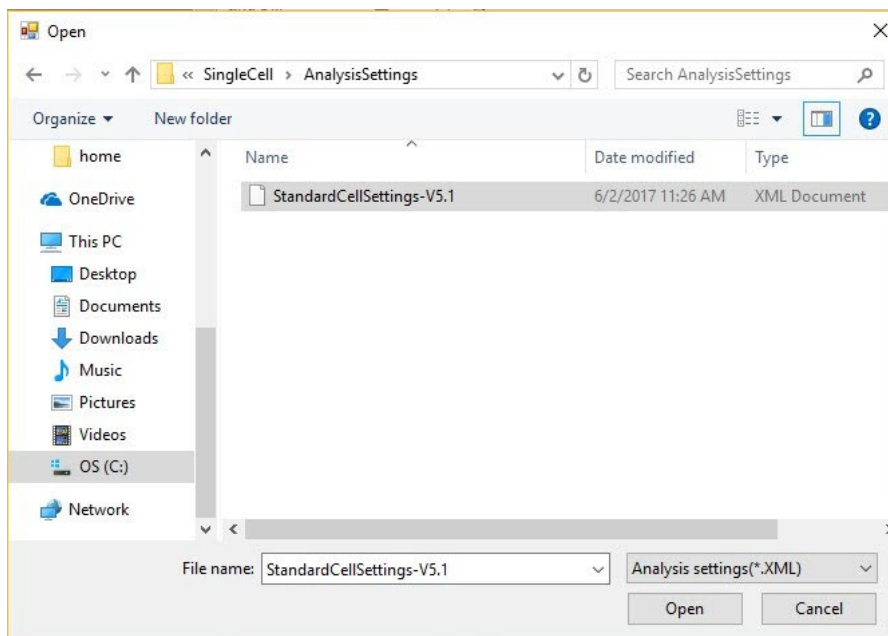 Open
« SingleCell › AnalysisSettings
Search AnalysisSettings
Organize
New folder
Name
Date modified
Type
home
OneDrive
This PC
Desktop
Documents
Downloads
Music
Pictures
Videos
OS (C:)
Network
StandardCellSettings-V5.1
6/2/2017 11:26 AM
XML Document
File name:
StandardCellSettings-V5.1
Analysis settings(*.XML)
Open
Cancel